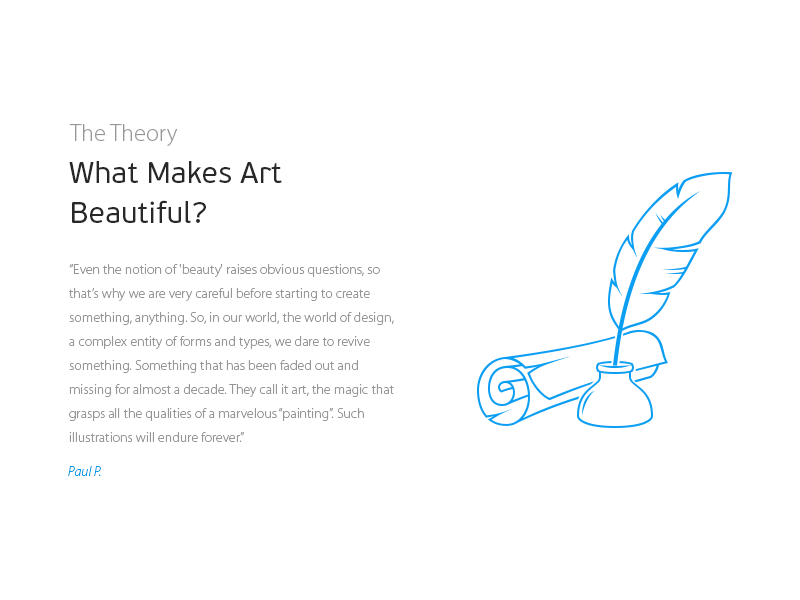 The Theory
What Makes Art
Beautiful?
“Even the notion of 'beauty' raises obvious questions, so
that’s why we are very careful before starting to create
something, anything. So, in our world, the world of design,
a complex entity of forms and types, we dare to revive
something. Something that has been faded out and
missing for almost a decade. They call it art, the magic that
grasps all the qualities of a marvelous “painting”. Such
illustrations will endure forever.”
Paul P.